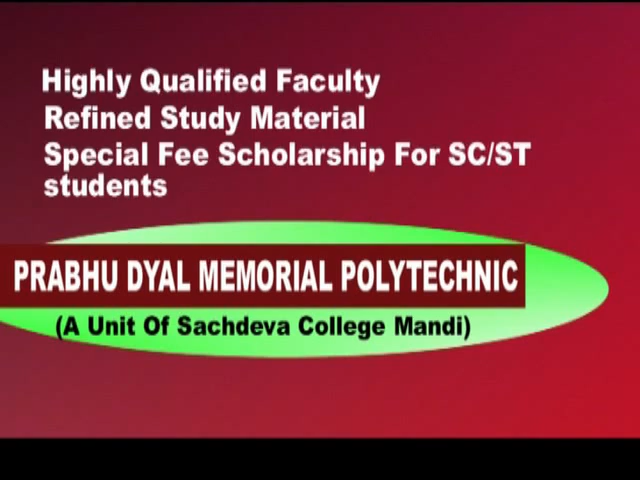 Highly Qualified Faculty
Refined Study Material
Special Fee Scholarship For SC/ST
students
PRABHU DYAL MEMORIAL POLYTECHNIC
(A Unit Of Sachdeva College Mandi)